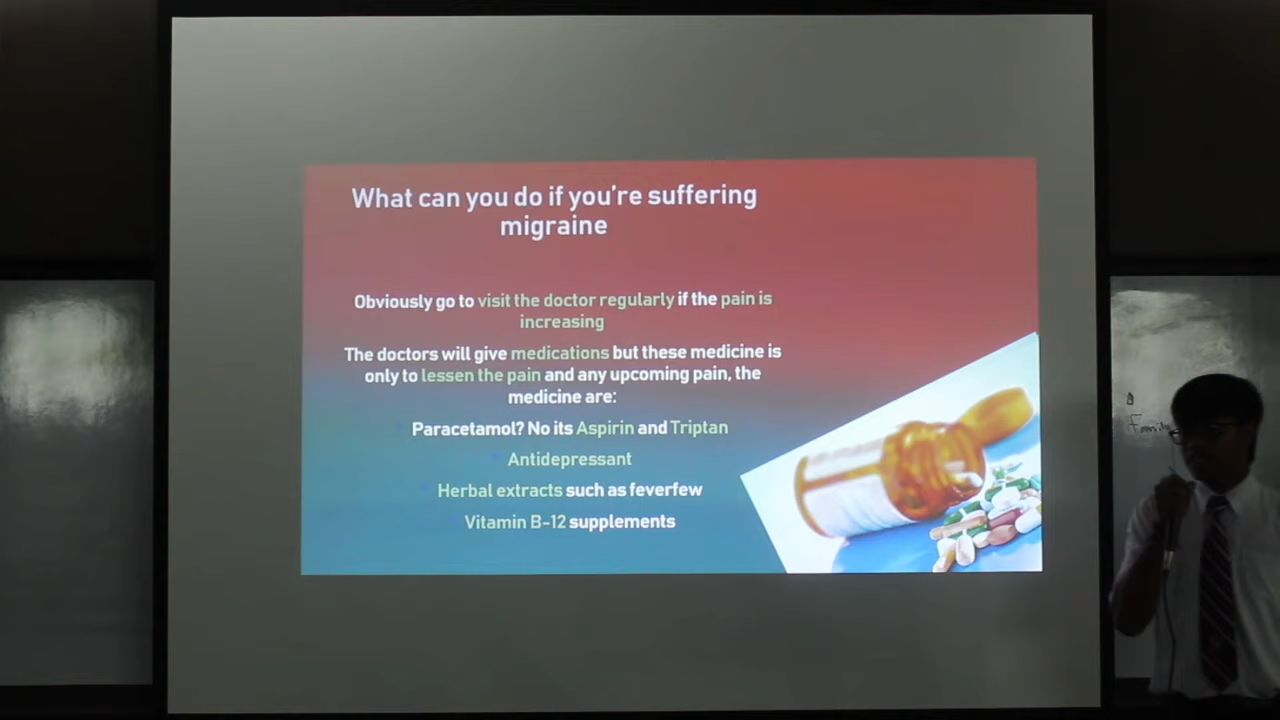 What can you do if you're suffering
migraine
Obviously go to visit the doctor regularly if the pain is
increasing
The doctors will give medications but these medicine is
only to lessen the pain and any upcoming pain, the
medicine are:
Paracetamol? No its Aspirin and Triptan
Antidepressant
Herbal extracts such as feverfew
Vitamin B-12 supplements